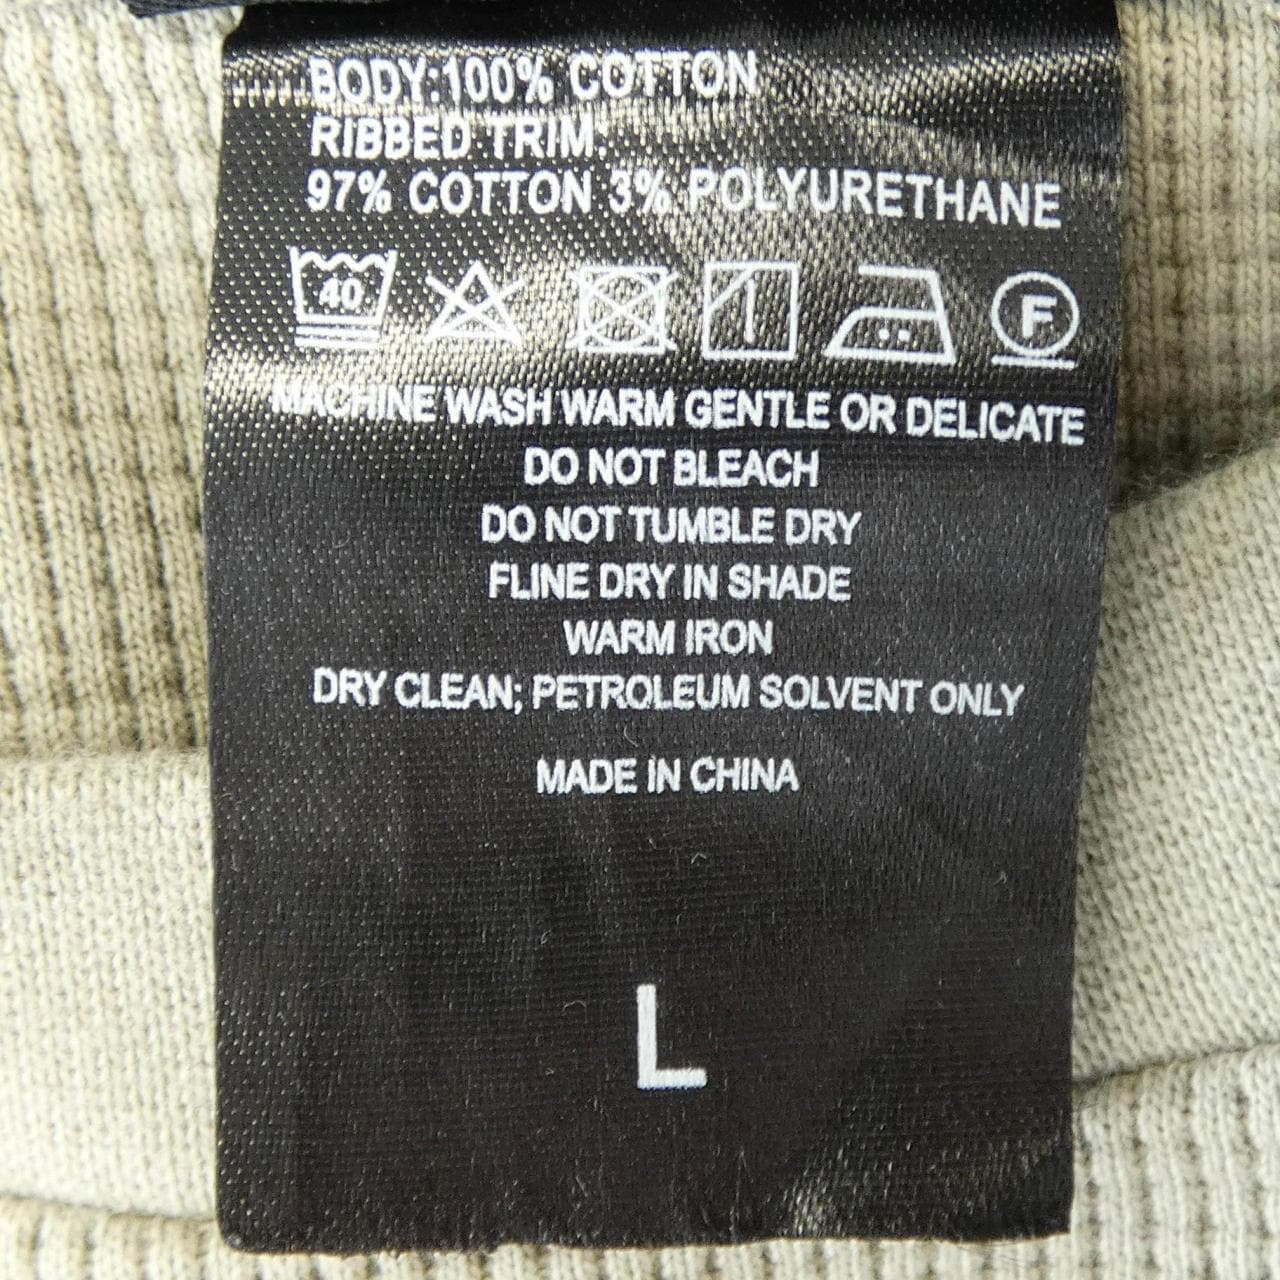 BODY:100% COTTON
RIBBED TRIM:
97% COTTON 3% POLYURETHANE
40 F
MACHINE WASH WARM GENTLE OR DELICATE
DO NOT BLEACH
DO NOT TUMBLE DRY
FLINE DRY IN SHADE
WARM IRON
DRY CLEAN; PETROLEUM SOLVENT ONLY
MADE IN CHINA
L